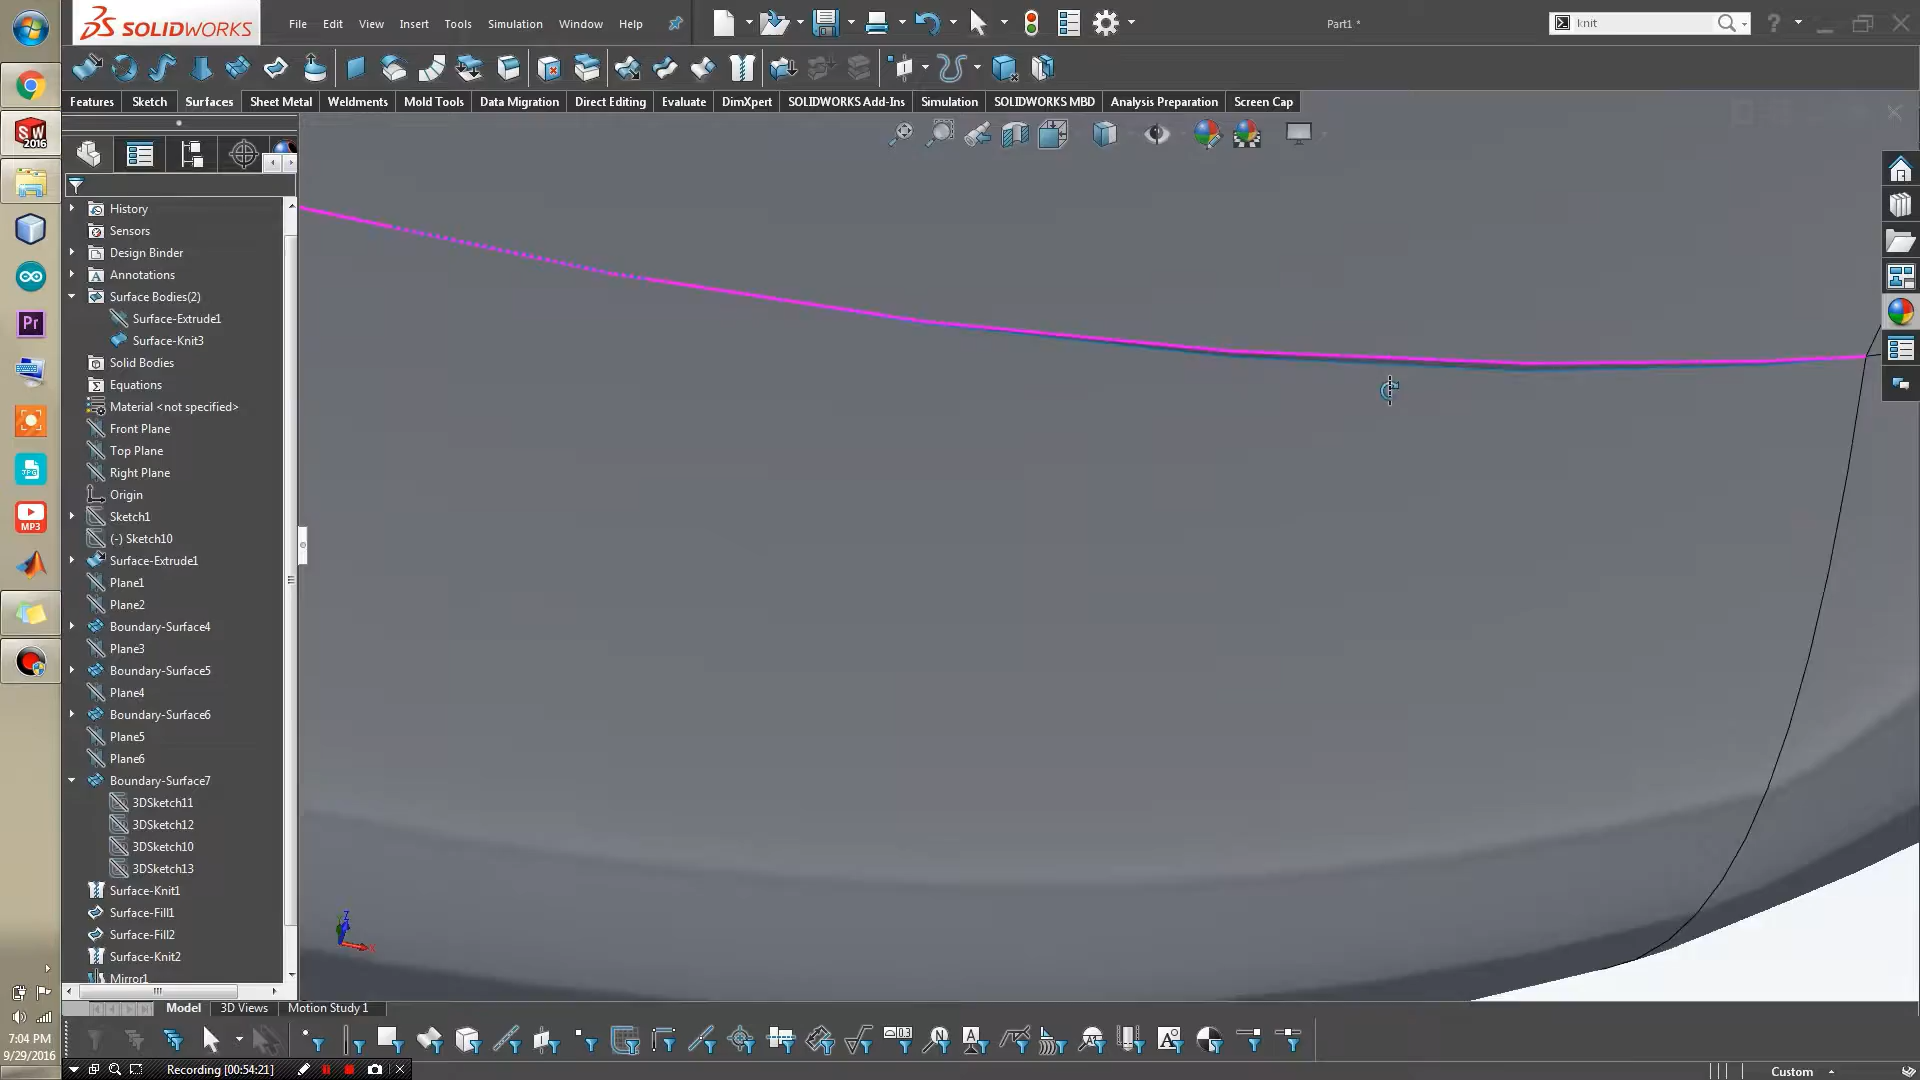 SOLIDWORKS File Edit View Insert Tools Simulation Window Help Part1 * knit ?
Features Sketch Surfaces Sheet Metal Weldments Mold Tools Data Migration Direct Editing Evaluate DimXpert SOLIDWORKS Add-Ins Simulation SOLIDWORKS MBD Analysis Preparation Screen Cap
SW
2016
Pr
JPG
MP3
History
Sensors
Design Binder
Annotations
Surface Bodies(2)
Surface-Extrude1
Surface-Knit3
Solid Bodies
Equations
Material <not specified>
Front Plane
Top Plane
Right Plane
Origin
Sketch1
(-) Sketch10
Surface-Extrude1
Plane1
Plane2
Boundary-Surface4
Plane3
Boundary-Surface5
Plane4
Boundary-Surface6
Plane5
Plane6
Boundary-Surface7
3DSketch11
3DSketch12
3DSketch10
3DSketch13
Surface-Knit1
Surface-Fill1
Surface-Fill2
Surface-Knit2
Mirror1
Z
X
Model 3D Views Motion Study 1
7:04 PM
9/29/2016
Recording [00:54:21]
Custom